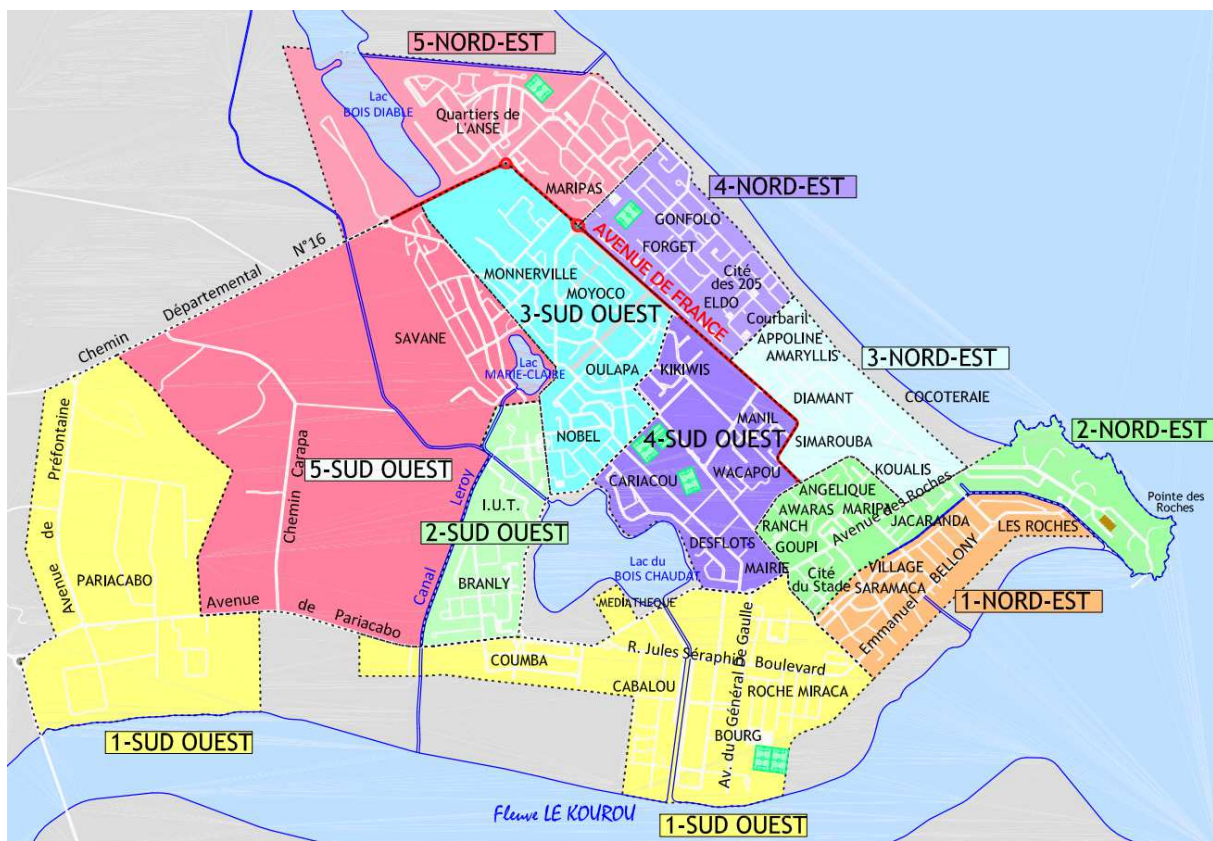 5-NORD-EST
Lac
BOIS DIABLE
Quartiers de
L'ANSE
MARIPAS
4-NORD-EST
GONFOLO
FORGET
Cité
des 205
ELDO
AVENUE DE FRANCE
Chemin Départemental N°16
MONNERVILLE
MOYOCO
3-SUD OUEST
Courbaril
APPOLINE
AMARYLLIS
3-NORD-EST
SAVANE
Lac
MARIE-CLAIRE
OULAPA
KIKIWIS
DIAMANT
COCOTERAIE
MANIL
2-NORD-EST
NOBEL
4-SUD OUEST
SIMAROUBA
Avenue de Préfontaine
Chemin Carapa
5-SUD OUEST
Canal Leroy
I.U.T.
CARIACOU
WACAPOU
KOUALIS
ANGELIQUE
AWARAS
MARIPA
Avenue des Roches
Pointe des
Roches
2-SUD OUEST
RANCH
JACARANDA
LES ROCHES
DESFLOTS
GOUPI
PARIACABO
BRANLY
Lac du
BOIS CHAUDAT
MAIRIE
Cité
du Stade
VILLAGE
SARAMACA
Emmanuel BELLONY
1-NORD-EST
Avenue de Pariacabo
MEDIATHEQUE
R. Jules Séraphin Boulevard
Av. du Général De Gaulle
COUMBA
CABALOU
ROCHE MIRACA
BOURG
1-SUD OUEST
Fleuve LE KOUROU
1-SUD OUEST